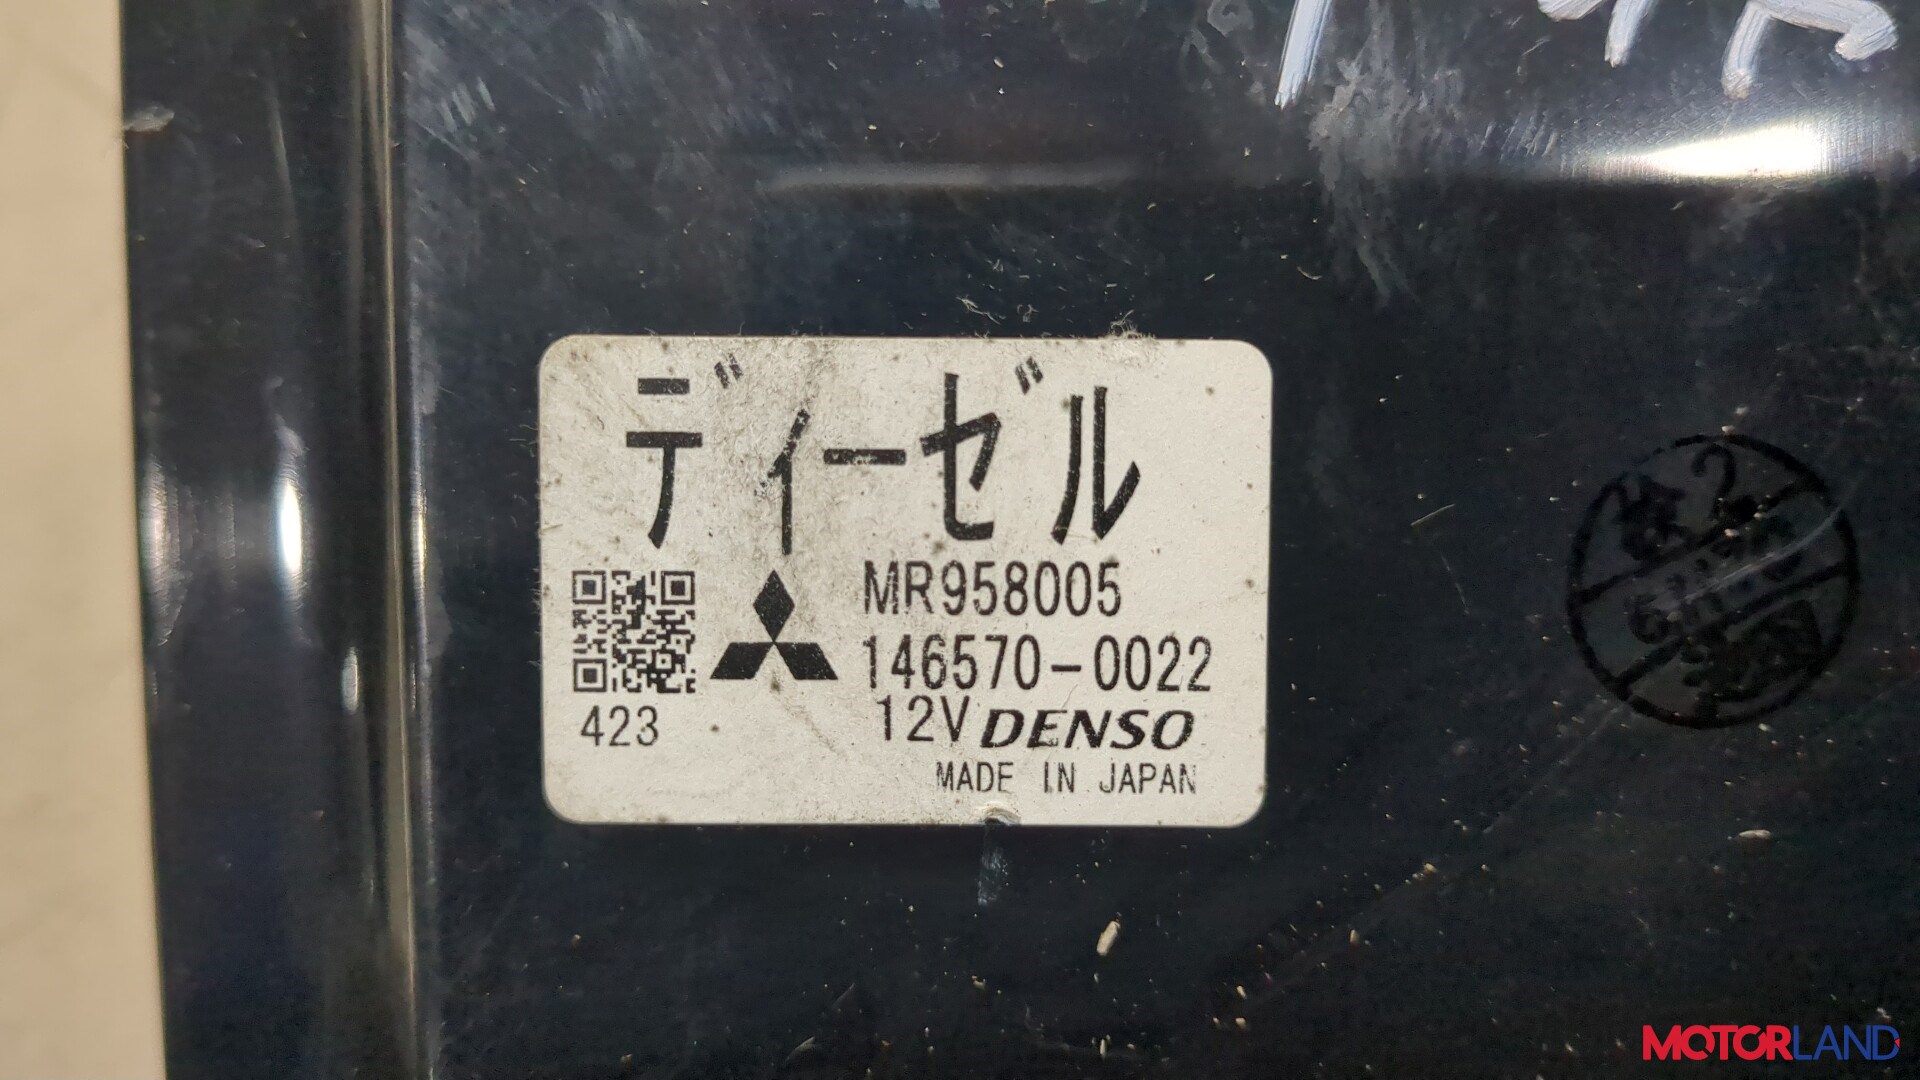 ディーゼル
MR958005
146570-0022
423
12V DENSO
MADE IN JAPAN
MOTORLAND